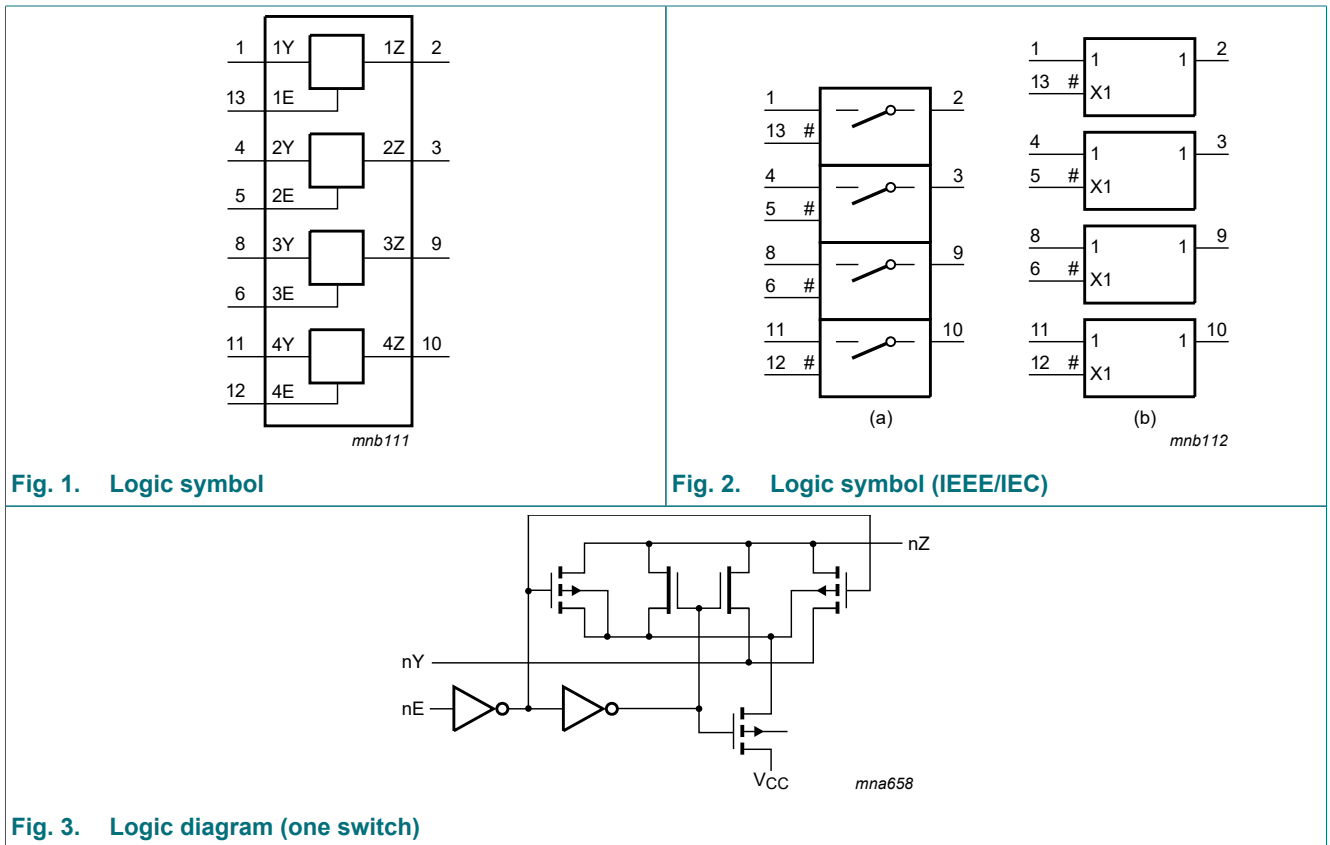 1 1Y 1Z 2
13 1E
4 2Y 2Z 3
5 2E
8 3Y 3Z 9
6 3E
11 4Y 4Z 10
12 4E
mnb111
Fig. 1. Logic symbol
1 2
13 #
4 3
5 #
8 9
6 #
11 10
12 #
(a)
1 1 1 2
13 # X1
4 1 1 3
5 # X1
8 1 1 9
6 # X1
11 1 1 10
12 # X1
(b)
mnb112
Fig. 2. Logic symbol (IEEE/IEC)
nZ
nY
nE
VCC
mna658
Fig. 3. Logic diagram (one switch)